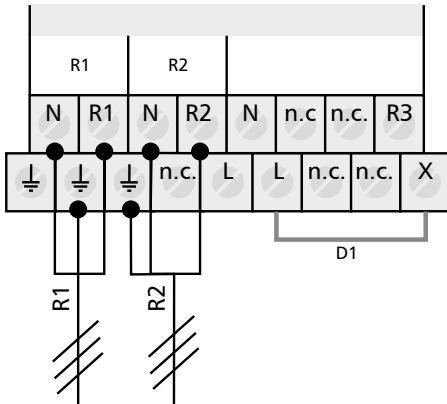 R1 R2
N R1 N R2 N n.c n.c. R3
n.c. L L n.c. n.c. X
D1
R1 R2